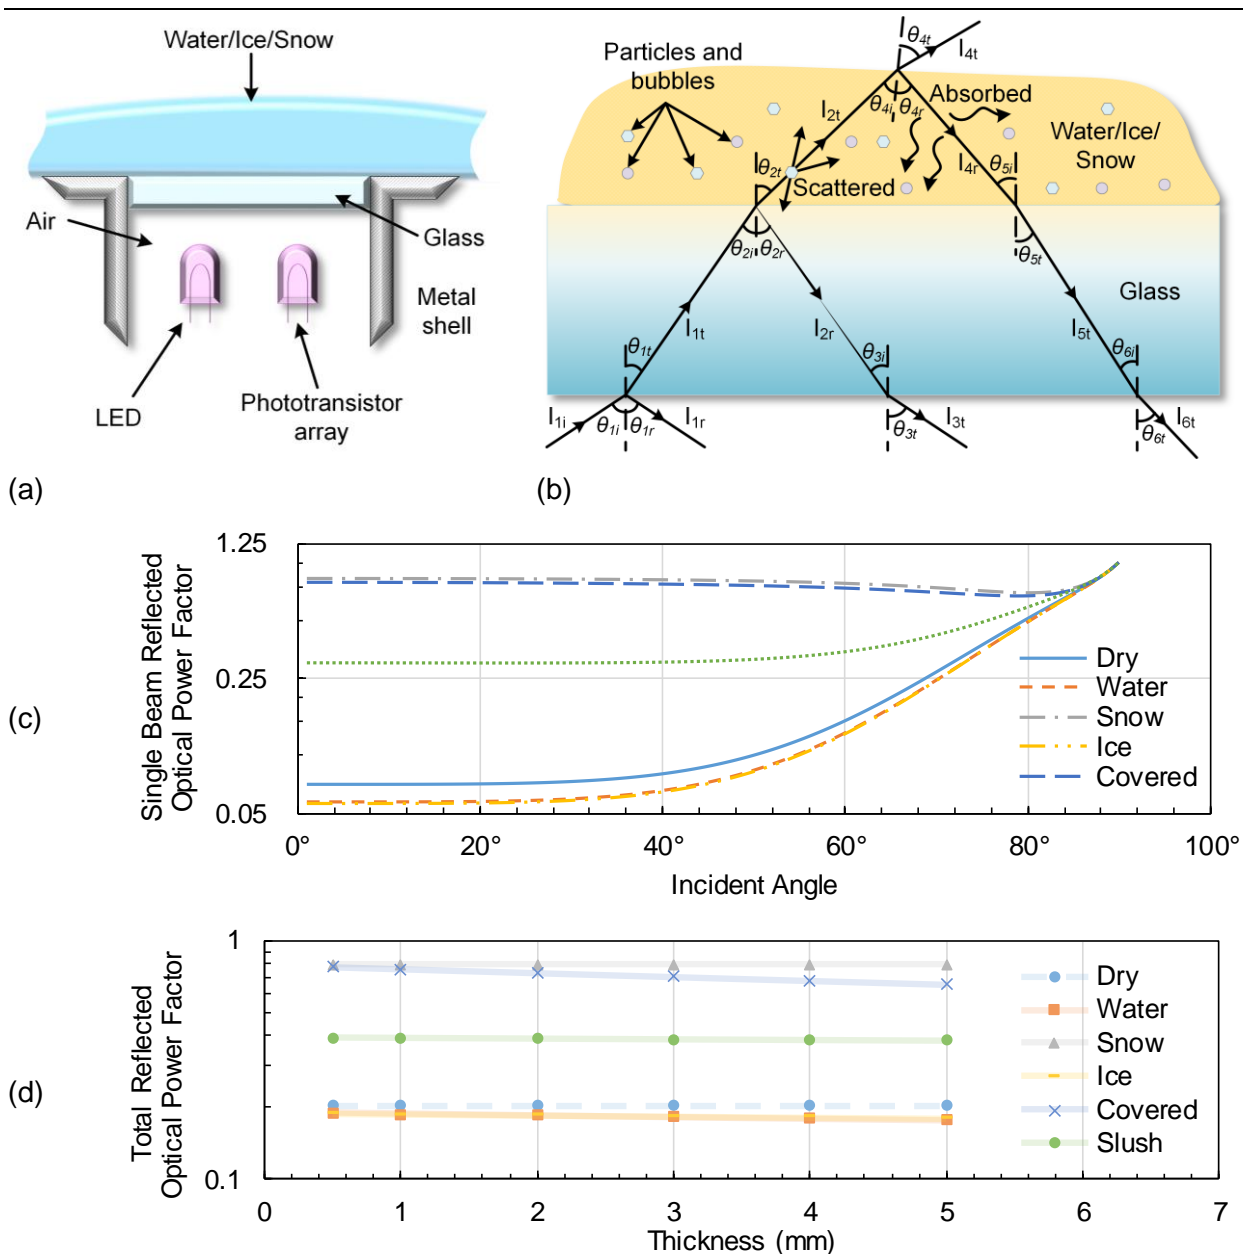 Water/Ice/Snow
Air
Glass
Metal
shell
LED
Phototransistor
array
(a)
Particles and
bubbles
θ4t
I4t
θ4i
θ4r
Absorbed
I2t
Water/Ice/
Snow
θ2t
Scattered
I4r
θ5i
θ2i
θ2r
θ5t
Glass
I1t
I2r
I5t
θ1t
θ3i
θ6i
I1i
θ1i
θ1r
I1r
θ3t
I3t
θ6t
I6t
(b)
(c)
Single Beam Reflected
Optical Power Factor
1.25
0.25
0.05
0°
20°
40°
60°
80°
100°
Incident Angle
Dry
Water
Snow
Ice
Covered
(d)
Total Reflected
Optical Power Factor
1
0.1
0
1
2
3
4
5
6
7
Thickness (mm)
Dry
Water
Snow
Ice
Covered
Slush